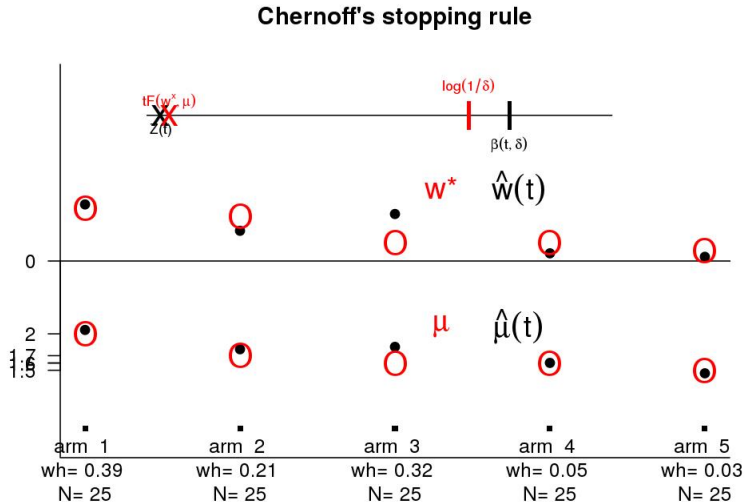 Chernoff's stopping rule
log(1/δ)
tF(w*, μ)
Z(t)
β(t, δ)
w* ŵ(t)
0
μ μ̂(t)
2
1.7
1.6
1.5
arm 1 arm 2 arm 3 arm 4 arm 5
wh= 0.39 wh= 0.21 wh= 0.32 wh= 0.05 wh= 0.03
N= 25 N= 25 N= 25 N= 25 N= 25